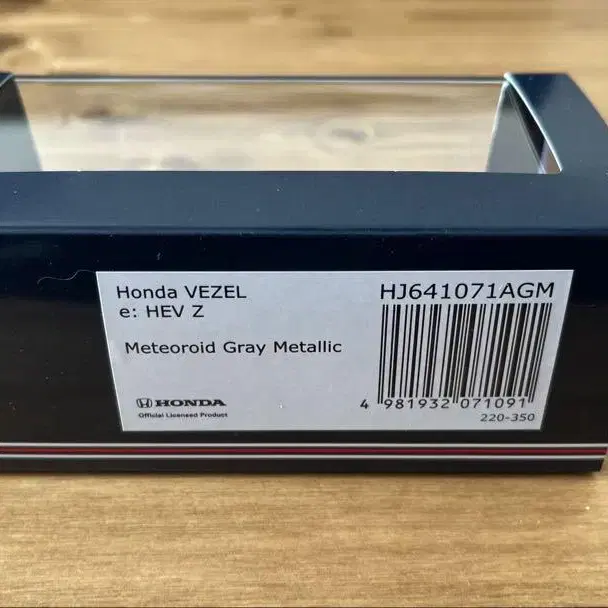 Honda VEZEL
e: HEV Z
Meteoroid Gray Metallic
HONDA
Official Licensed Product
HJ641071AGM
4 981932 071091
220-350